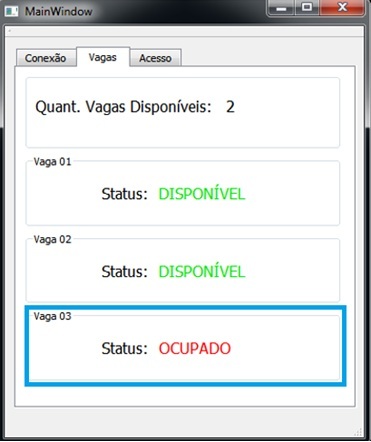 MainWindow
Conexão Vagas Acesso
Quant. Vagas Disponíveis: 2
Vaga 01
Status: DISPONÍVEL
Vaga 02
Status: DISPONÍVEL
Vaga 03
Status: OCUPADO